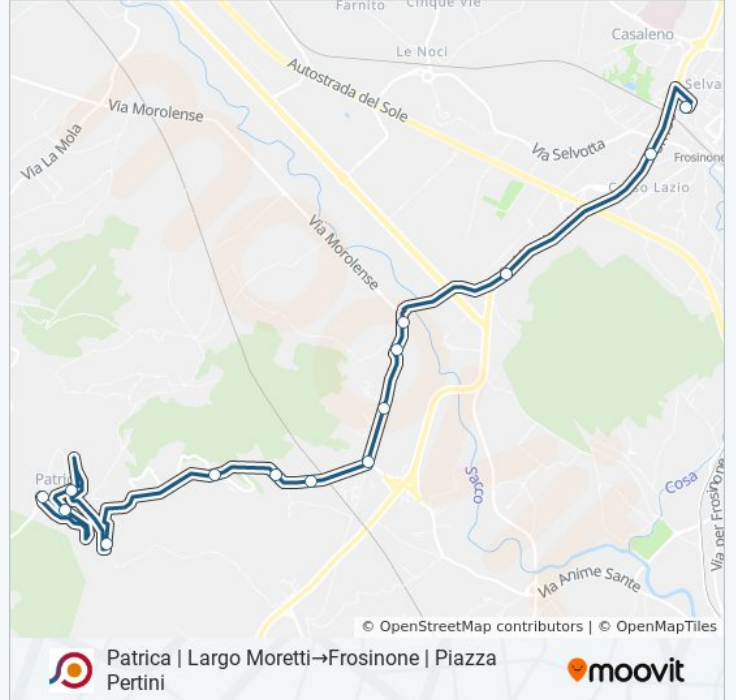 Farnito
Cinque Vie
Casaleno
Le Noci
Selva
Autostrada del Sole
Via Morolense
Via La Mola
Via Selvotta
Frosinone
Lazio
Via Morolense
Patric
Sacco
Cosa
Via per Frosinone
Via Anime Sante
© OpenStreetMap contributors | © OpenMapTiles
Patrica | Largo Moretti→Frosinone | Piazza
Pertini
moovit